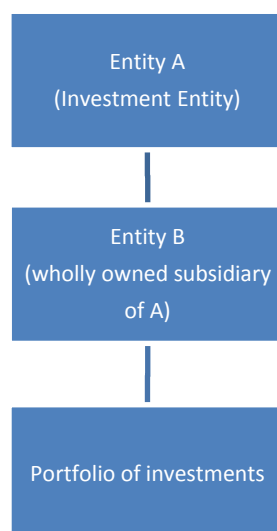 Entity A
(Investment Entity)
Entity B
(wholly owned subsidiary
of A)
Portfolio of investments